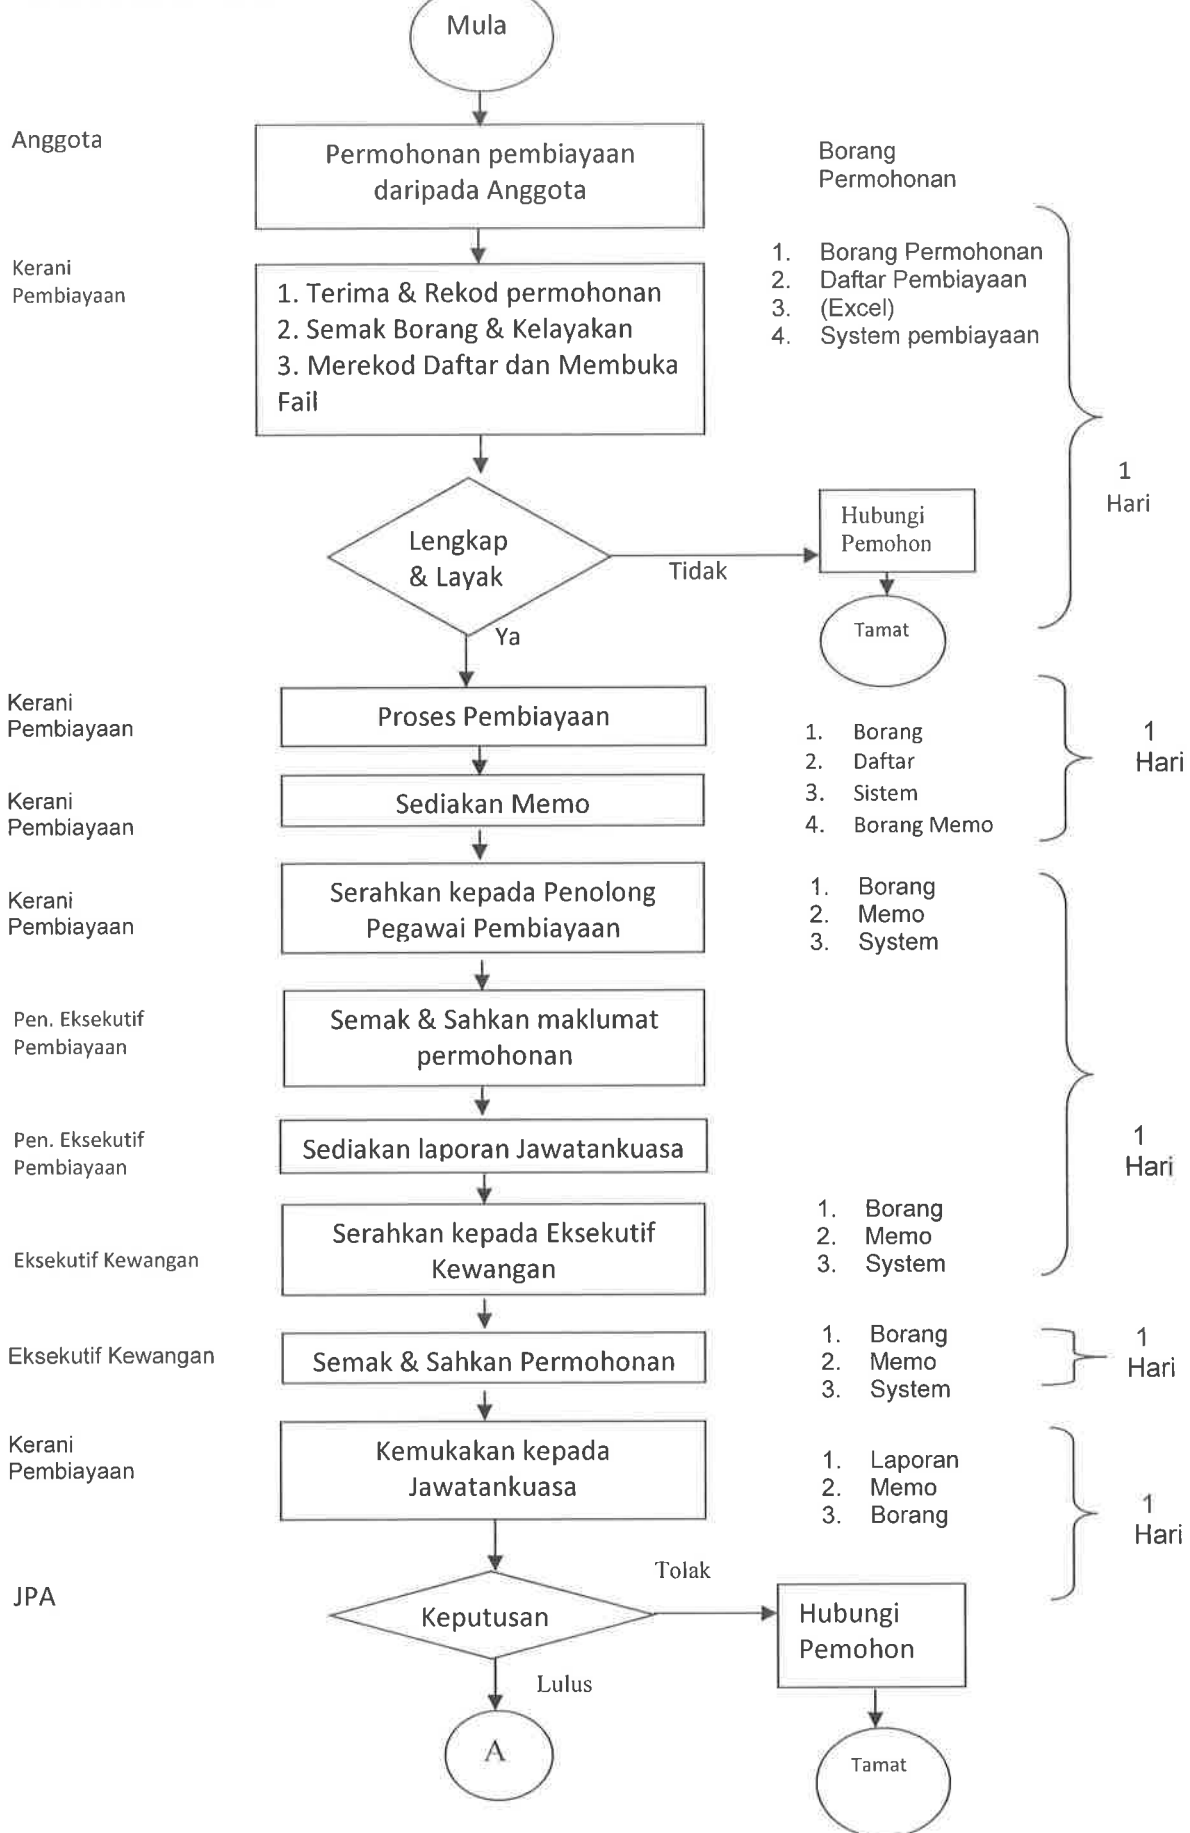 Mula
Anggota
Permohonan pembiayaan
daripada Anggota
Borang
Permohonan
Kerani
Pembiayaan
1. Terima & Rekod permohonan
2. Semak Borang & Kelayakan
3. Merekod Daftar dan Membuka
Fail
1. Borang Permohonan
2. Daftar Pembiayaan
3. (Excel)
4. System pembiayaan
1
Hari
Lengkap
& Layak
Tidak
Hubungi
Pemohon
Tamat
Ya
Kerani
Pembiayaan
Proses Pembiayaan
1. Borang
2. Daftar
3. Sistem
4. Borang Memo
1
Hari
Kerani
Pembiayaan
Sediakan Memo
Kerani
Pembiayaan
Serahkan kepada Penolong
Pegawai Pembiayaan
1. Borang
2. Memo
3. System
Pen. Eksekutif
Pembiayaan
Semak & Sahkan maklumat
permohonan
Pen. Eksekutif
Pembiayaan
Sediakan laporan Jawatankuasa
1
Hari
Eksekutif Kewangan
Serahkan kepada Eksekutif
Kewangan
1. Borang
2. Memo
3. System
Eksekutif Kewangan
Semak & Sahkan Permohonan
1. Borang
2. Memo
3. System
1
Hari
Kerani
Pembiayaan
Kemukakan kepada
Jawatankuasa
1. Laporan
2. Memo
3. Borang
1
Hari
JPA
Keputusan
Tolak
Hubungi
Pemohon
Lulus
A
Tamat